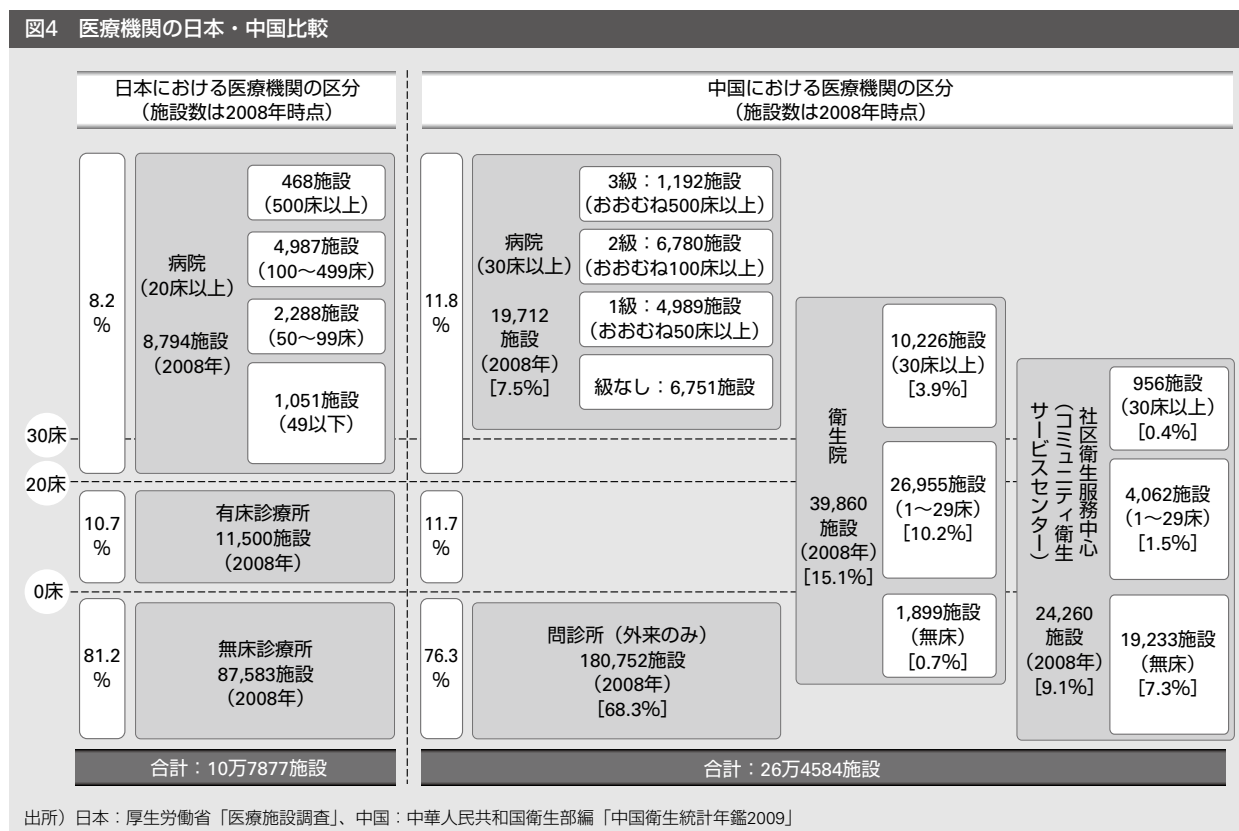 図4　医療機関の日本・中国比較
日本における医療機関の区分
（施設数は2008年時点）
中国における医療機関の区分
（施設数は2008年時点）
8.2
%
病院
（20床以上）
8,794施設
（2008年）
468施設
（500床以上）
4,987施設
（100〜499床）
2,288施設
（50〜99床）
1,051施設
（49以下）
30床
20床
10.7
%
有床診療所
11,500施設
（2008年）
0床
81.2
%
無床診療所
87,583施設
（2008年）
合計：10万7877施設
11.8
%
病院
（30床以上）
19,712
施設
（2008年）
［7.5%］
3級：1,192施設
（おおむね500床以上）
2級：6,780施設
（おおむね100床以上）
1級：4,989施設
（おおむね50床以上）
級なし：6,751施設
11.7
%
76.3
%
問診所（外来のみ）
180,752施設
（2008年）
［68.3%］
衛生院
39,860
施設
（2008年）
［15.1%］
10,226施設
（30床以上）
［3.9%］
26,955施設
（1〜29床）
［10.2%］
1,899施設
（無床）
［0.7%］
社区衛生服務中心
（コミュニティ衛生
サービスセンター）
24,260
施設
（2008年）
［9.1%］
956施設
（30床以上）
［0.4%］
4,062施設
（1〜29床）
［1.5%］
19,233施設
（無床）
［7.3%］
合計：26万4584施設
出所）日本：厚生労働省「医療施設調査」、中国：中華人民共和国衛生部編「中国衛生統計年鑑2009」